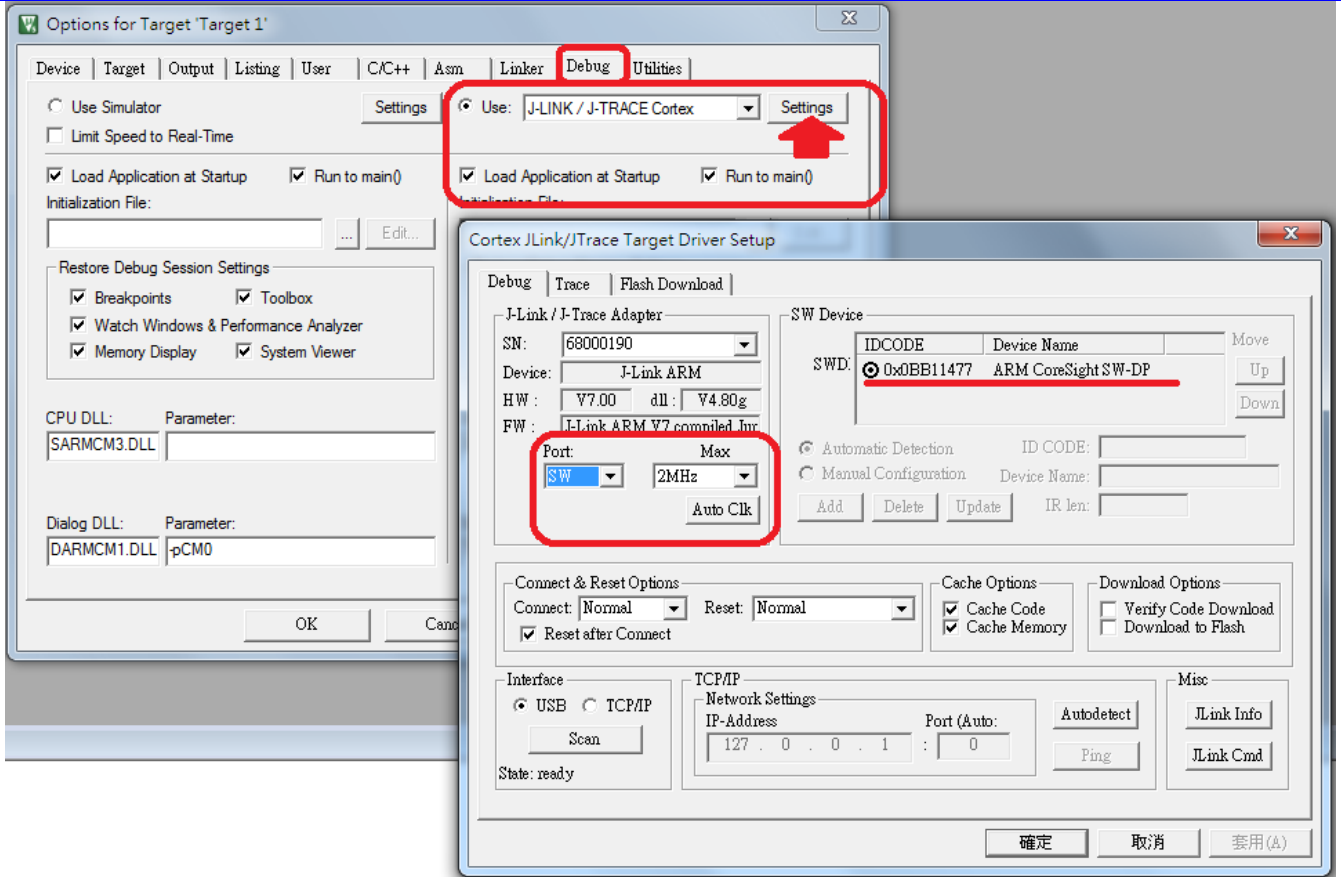 Options for Target 'Target 1'
Device Target Output Listing User C/C++ Asm Linker Debug Utilities
Use Simulator Settings Use: J-LINK / J-TRACE Cortex Settings
Limit Speed to Real-Time
Load Application at Startup Run to main() Load Application at Startup Run to main()
Initialization File: Initialization File:
... Edit...
Restore Debug Session Settings
Breakpoints Toolbox
Watch Windows & Performance Analyzer
Memory Display System Viewer
CPU DLL: Parameter:
SARMCM3.DLL
Dialog DLL: Parameter:
DARMCM1.DLL -pCM0
OK Canc
Cortex JLink/JTrace Target Driver Setup
Debug Trace Flash Download
J-Link / J-Trace Adapter
SN: 68000190
Device: J-Link ARM
HW : V7.00 dll : V4.80g
FW : J-Link ARM V7 compiled Jur
Port: Max
SW 2MHz
Auto Clk
SW Device
IDCODE Device Name Move
SWD: 0x0BB11477 ARM CoreSight SW-DP Up
Down
Automatic Detection ID CODE:
Manual Configuration Device Name:
Add Delete Update IR len:
Connect & Reset Options
Connect: Normal Reset: Normal
Reset after Connect
Cache Options
Cache Code
Cache Memory
Download Options
Verify Code Download
Download to Flash
Interface
USB TCP/IP
Scan
State: ready
TCP/IP
Network Settings
IP-Address Port (Auto:
127 . 0 . 0 . 1 : 0
Autodetect
Ping
Misc
JLink Info
JLink Cmd
確定 取消 套用(A)